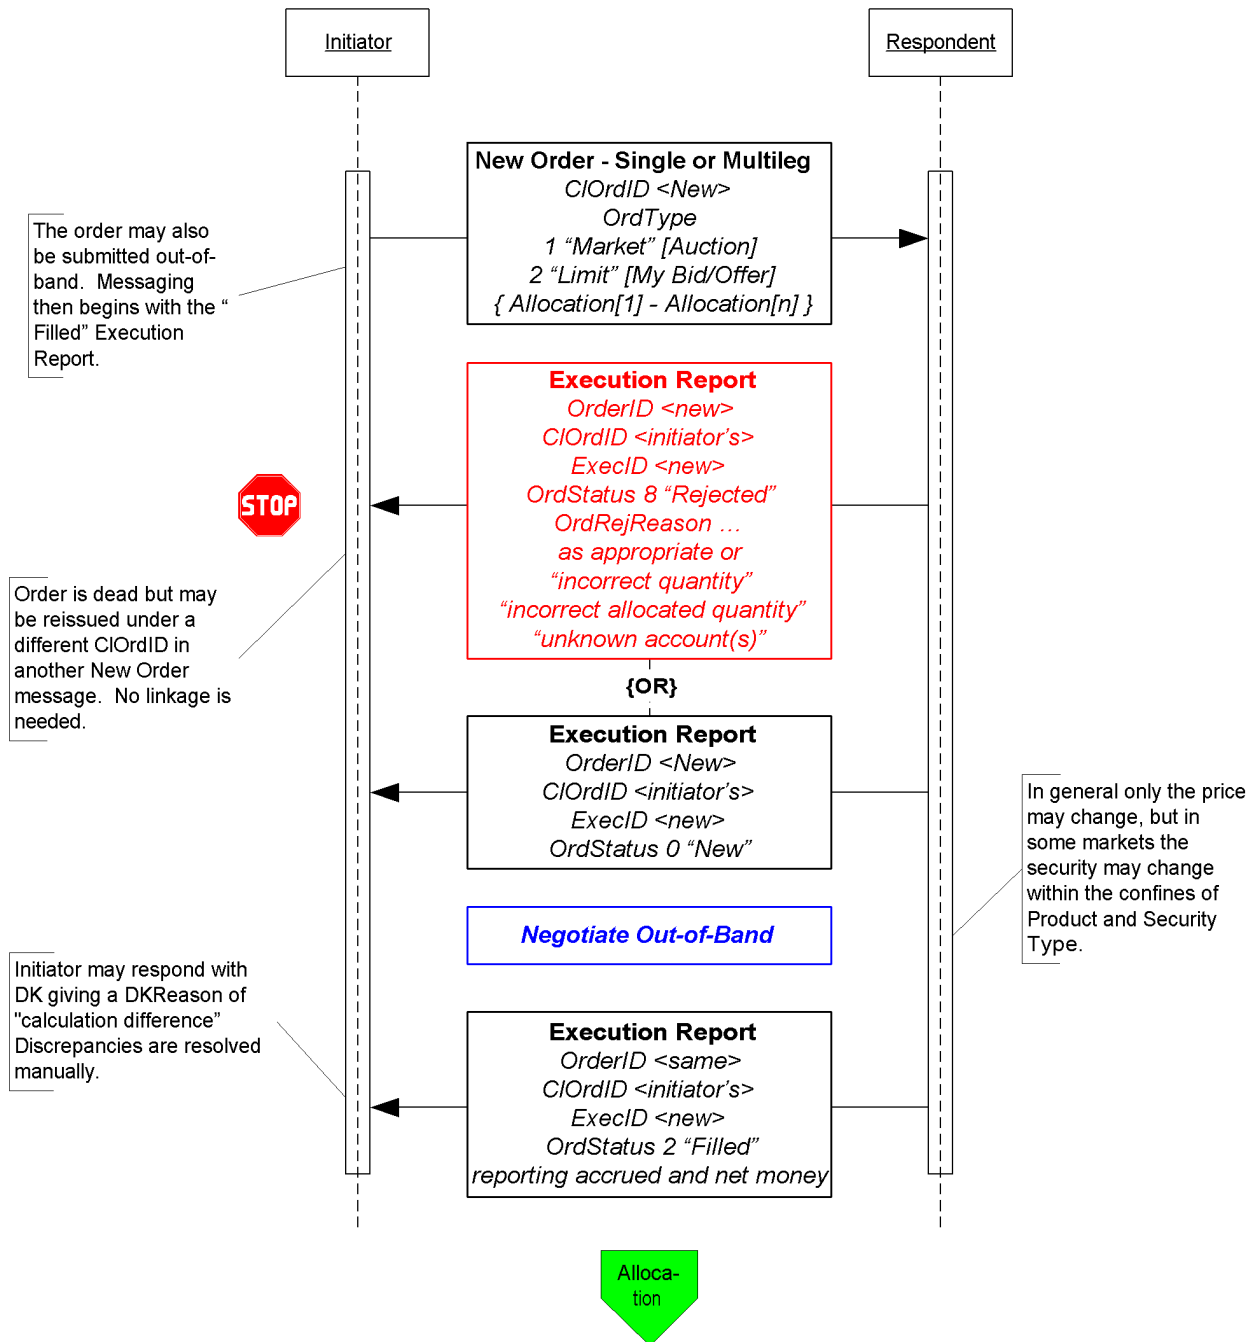 Initiator
Respondent
New Order - Single or Multileg
ClOrdID <New>
OrdType
1 “Market” [Auction]
2 “Limit” [My Bid/Offer]
{ Allocation[1] - Allocation[n] }
The order may also
be submitted out-of-
band.  Messaging
then begins with the “
Filled” Execution
Report.
Execution Report
OrderID <new>
ClOrdID <initiator’s>
ExecID <new>
OrdStatus 8 “Rejected”
OrdRejReason …
as appropriate or
“incorrect quantity”
“incorrect allocated quantity”
“unknown account(s)”
STOP
Order is dead but may
be reissued under a
different ClOrdID in
another New Order
message.  No linkage is
needed.
{OR}
Execution Report
OrderID <New>
ClOrdID <initiator’s>
ExecID <new>
OrdStatus 0 “New”
In general only the price
may change, but in
some markets the
security may change
within the confines of
Product and Security
Type.
Negotiate Out-of-Band
Initiator may respond with
DK giving a DKReason of
"calculation difference”
Discrepancies are resolved
manually.
Execution Report
OrderID <same>
ClOrdID <initiator’s>
ExecID <new>
OrdStatus 2 “Filled”
reporting accrued and net money
Alloca-
tion